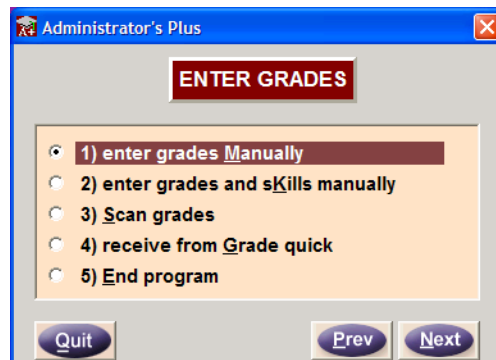 Administrator's Plus
ENTER GRADES
1) enter grades Manually
2) enter grades and sKills manually
3) Scan grades
4) receive from Grade quick
5) End program
Quit Prev Next